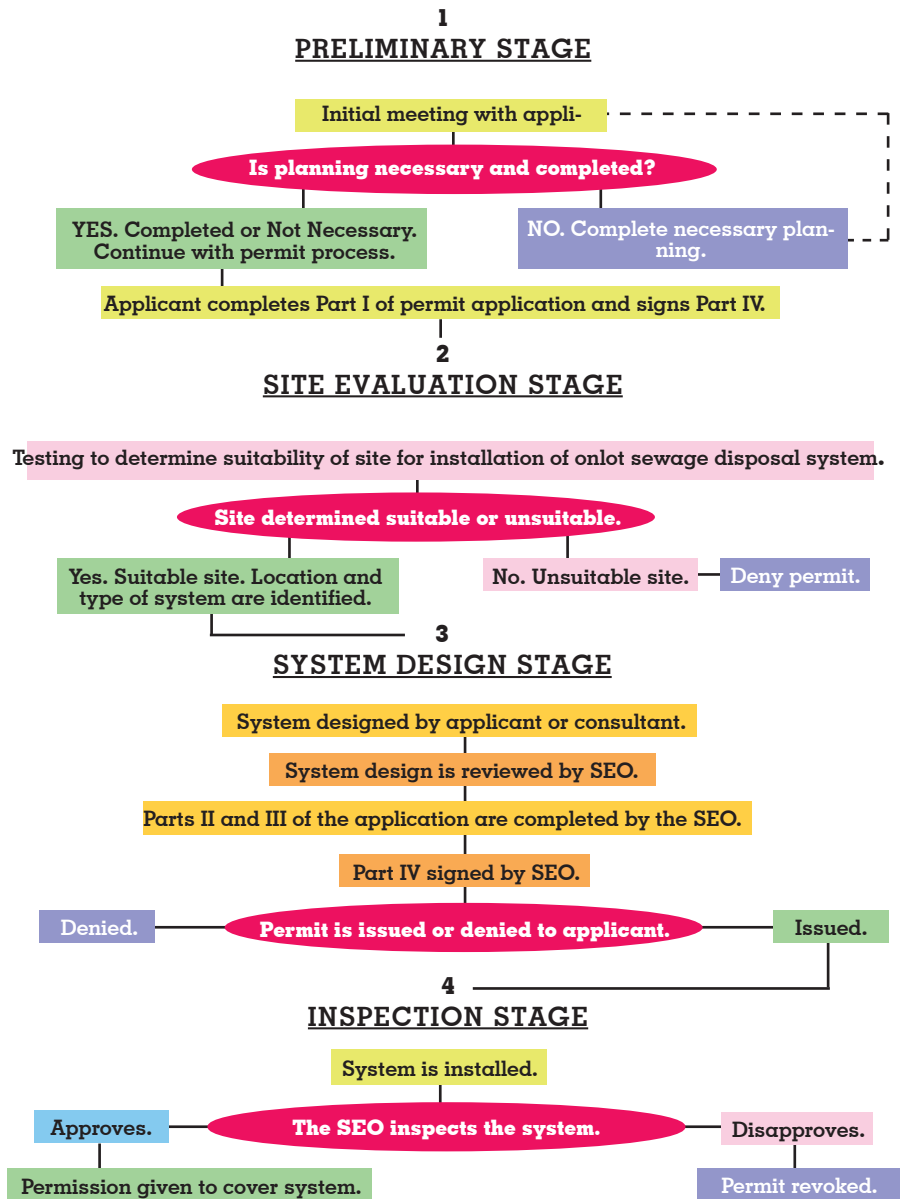 1
PRELIMINARY STAGE
Initial meeting with appli-
Is planning necessary and completed?
YES. Completed or Not Necessary.
Continue with permit process.
NO. Complete necessary plan-
ning.
Applicant completes Part I of permit application and signs Part IV.
2
SITE EVALUATION STAGE
Testing to determine suitability of site for installation of onlot sewage disposal system.
Site determined suitable or unsuitable.
Yes. Suitable site. Location and
type of system are identified.
No. Unsuitable site.
Deny permit.
3
SYSTEM DESIGN STAGE
System designed by applicant or consultant.
System design is reviewed by SEO.
Parts II and III of the application are completed by the SEO.
Part IV signed by SEO.
Denied.
Permit is issued or denied to applicant.
Issued.
4
INSPECTION STAGE
System is installed.
Approves.
The SEO inspects the system.
Disapproves.
Permission given to cover system.
Permit revoked.